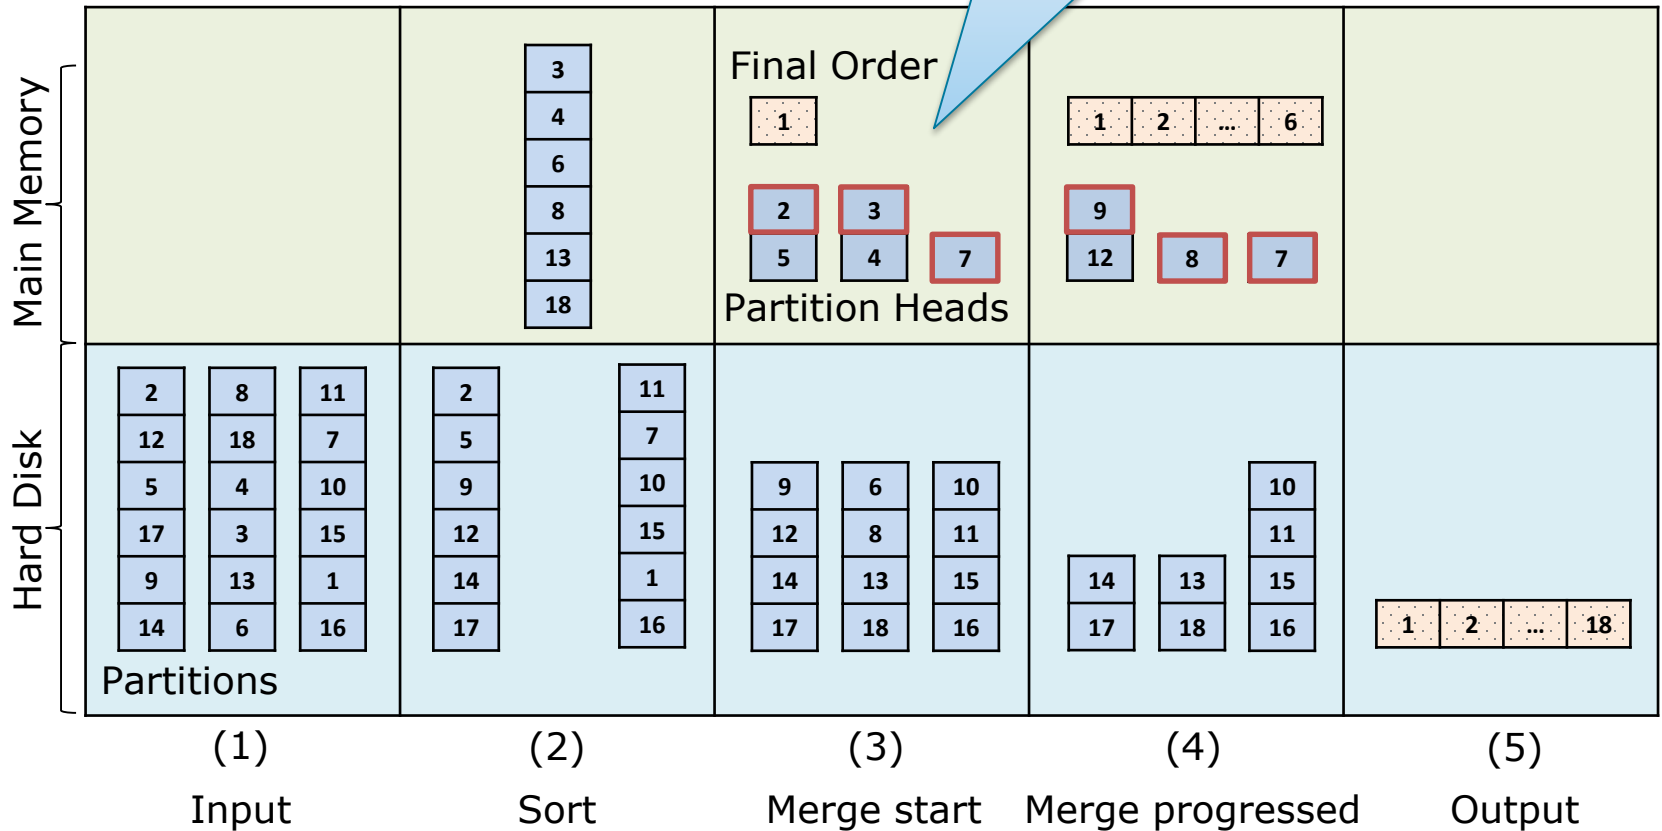 Main Memory
Hard Disk
3
4
6
8
13
18
Final Order
1
2 3
5 4 7
Partition Heads
1 2 ... 6
9
12 8 7
2 8 11
12 18 7
5 4 10
17 3 15
9 13 1
14 6 16
Partitions
2
5
9
12
14
17
11
7
10
15
1
16
9 6 10
12 8 11
14 13 15
17 18 16
10
11
14 13 15
17 18 16
1 2 ... 18
(1) (2) (3) (4) (5)
Input Sort Merge start Merge progressed Output